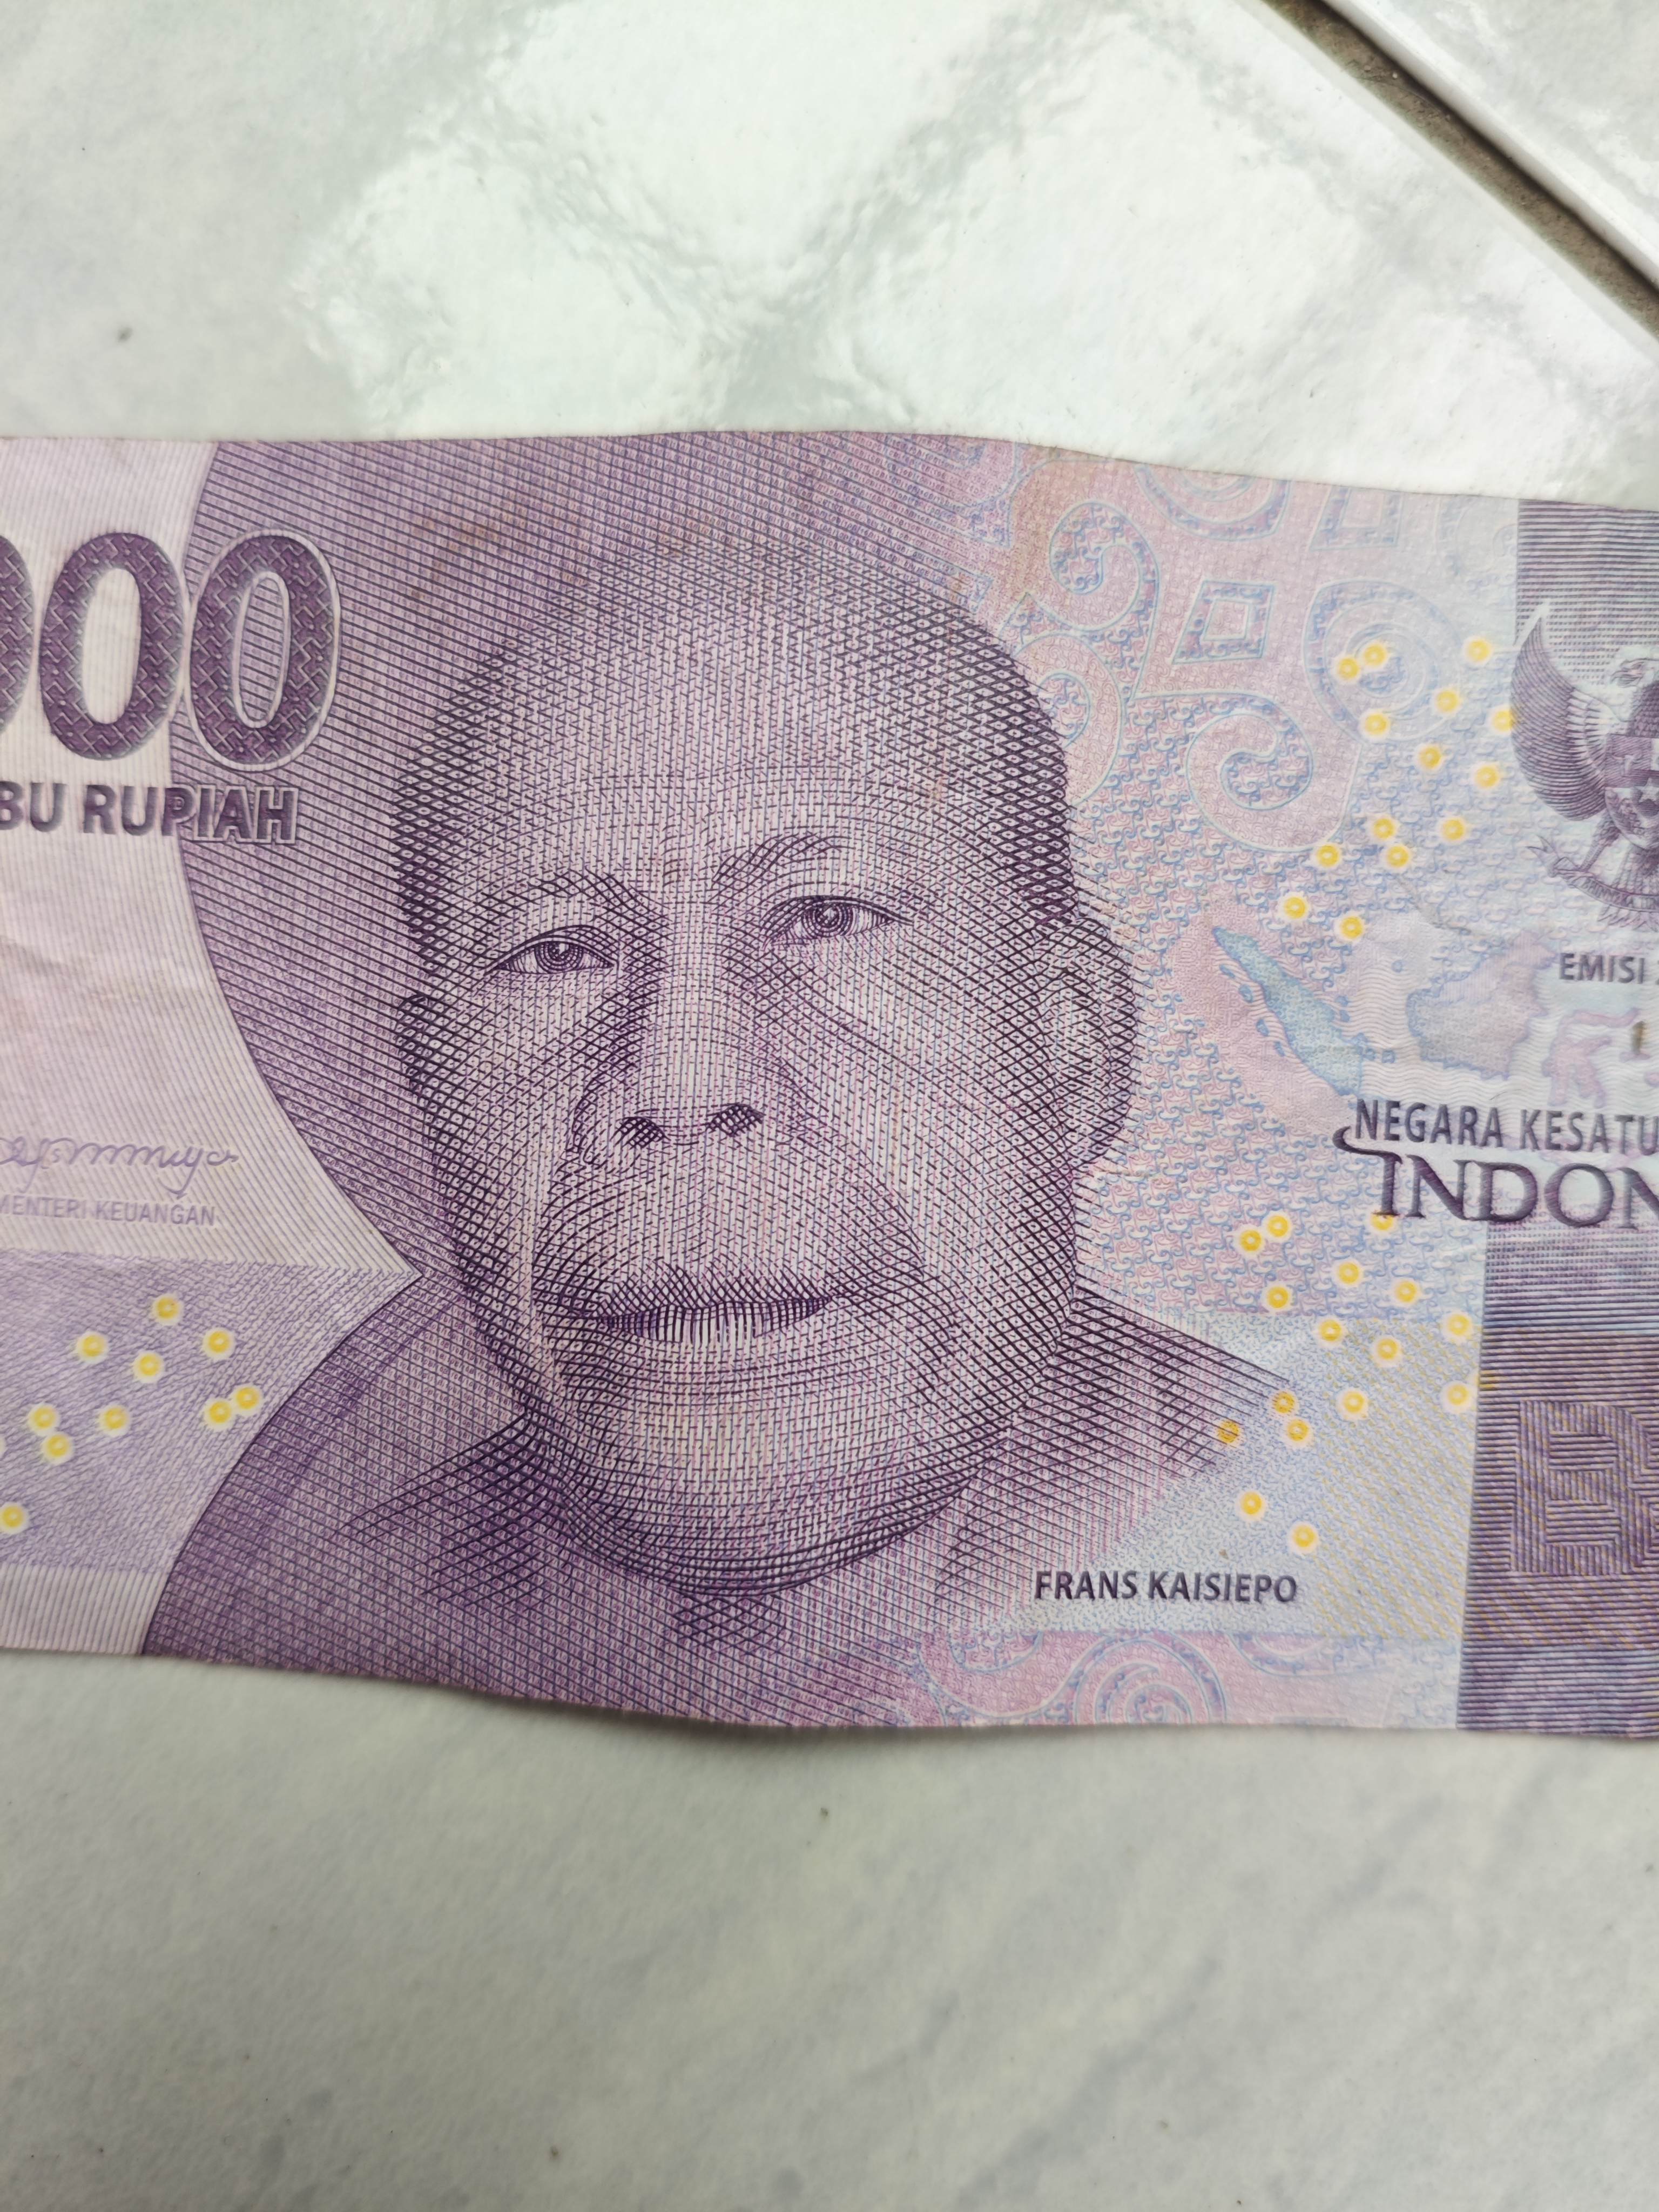 000
BU RUPIAH
EMISI
NEGARA KESATU
INDON
MENTERI KEUANGAN
B
FRANS KAISIEPO